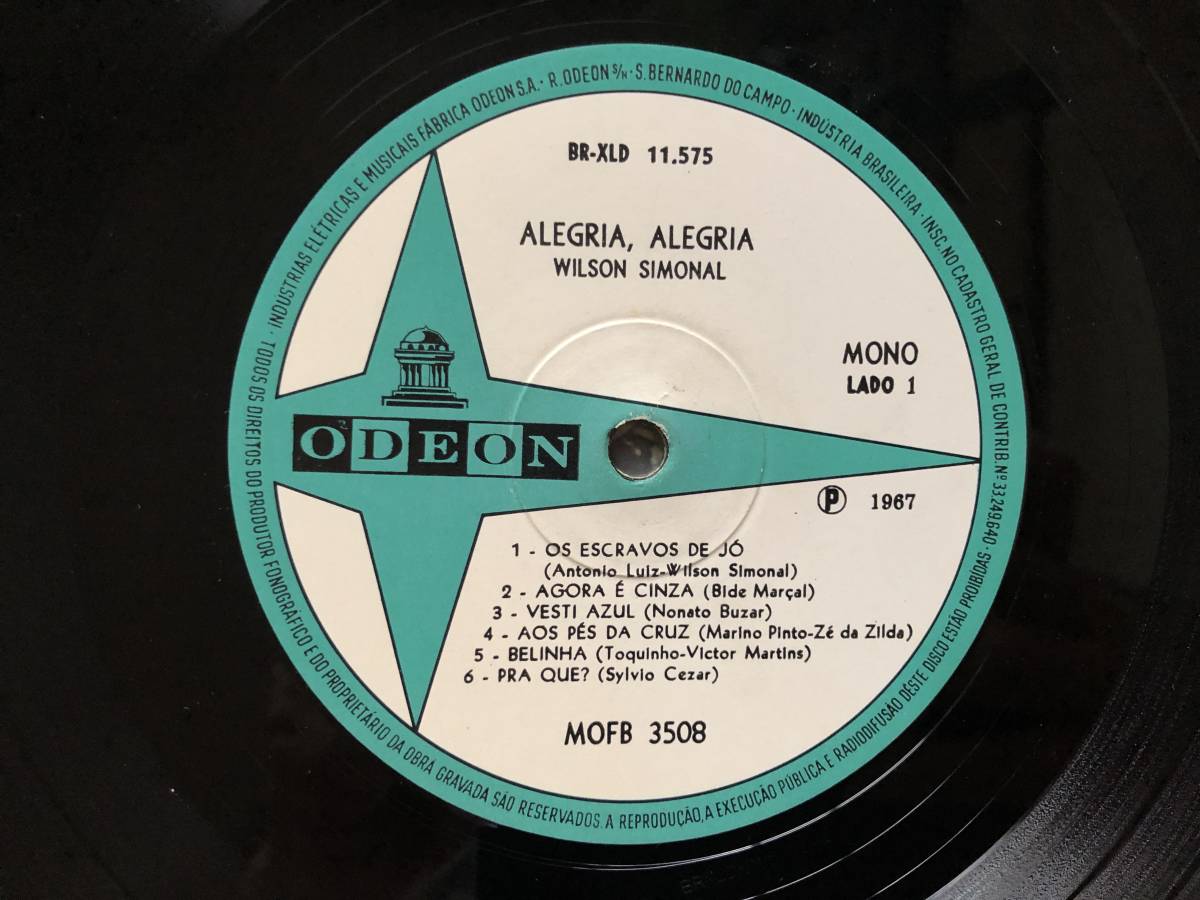 BR-XLD 11.575
ALEGRIA, ALEGRIA
WILSON SIMONAL
MONO
LADO 1
ODEON
℗ 1967
1 - OS ESCRAVOS DE JÓ
(Antonio Luiz-Wilson Simonal)
2 - AGORA É CINZA (Bide Marçal)
3 - VESTI AZUL (Nonato Buzar)
4 - AOS PÉS DA CRUZ (Marino Pinto-Zé da Zilda)
5 - BELINHA (Toquinho-Victor Martins)
6 - PRA QUE? (Sylvio Cezar)
MOFB 3508
INDÚSTRIAS ELÉTRICAS E MUSICAIS FÁBRICA ODEON S.A. · R. ODEON S/N · S. BERNARDO DO CAMPO · INDÚSTRIA BRASILEIRA · INSC. NO CADASTRO GERAL DE CONTRIB. Nº 33.249.640 ·
TODOS OS DIREITOS DO PRODUTOR FONOGRÁFICO E DO PROPRIETÁRIO DA OBRA GRAVADA SÃO RESERVADOS. A REPRODUÇÃO, A EXECUÇÃO PÚBLICA E RADIODIFUSÃO DÊSTE DISCO ESTÃO PROIBIDAS ·